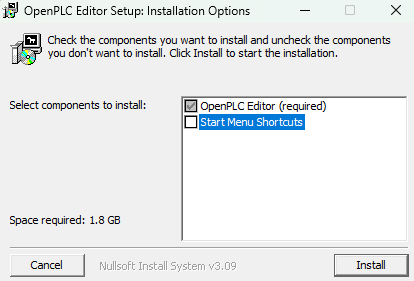 OpenPLC Editor Setup: Installation Options
Check the components you want to install and uncheck the components
you don't want to install. Click Install to start the installation.
Select components to install:
OpenPLC Editor (required)
Start Menu Shortcuts
Space required: 1.8 GB
Cancel
Nullsoft Install System v3.09
Install